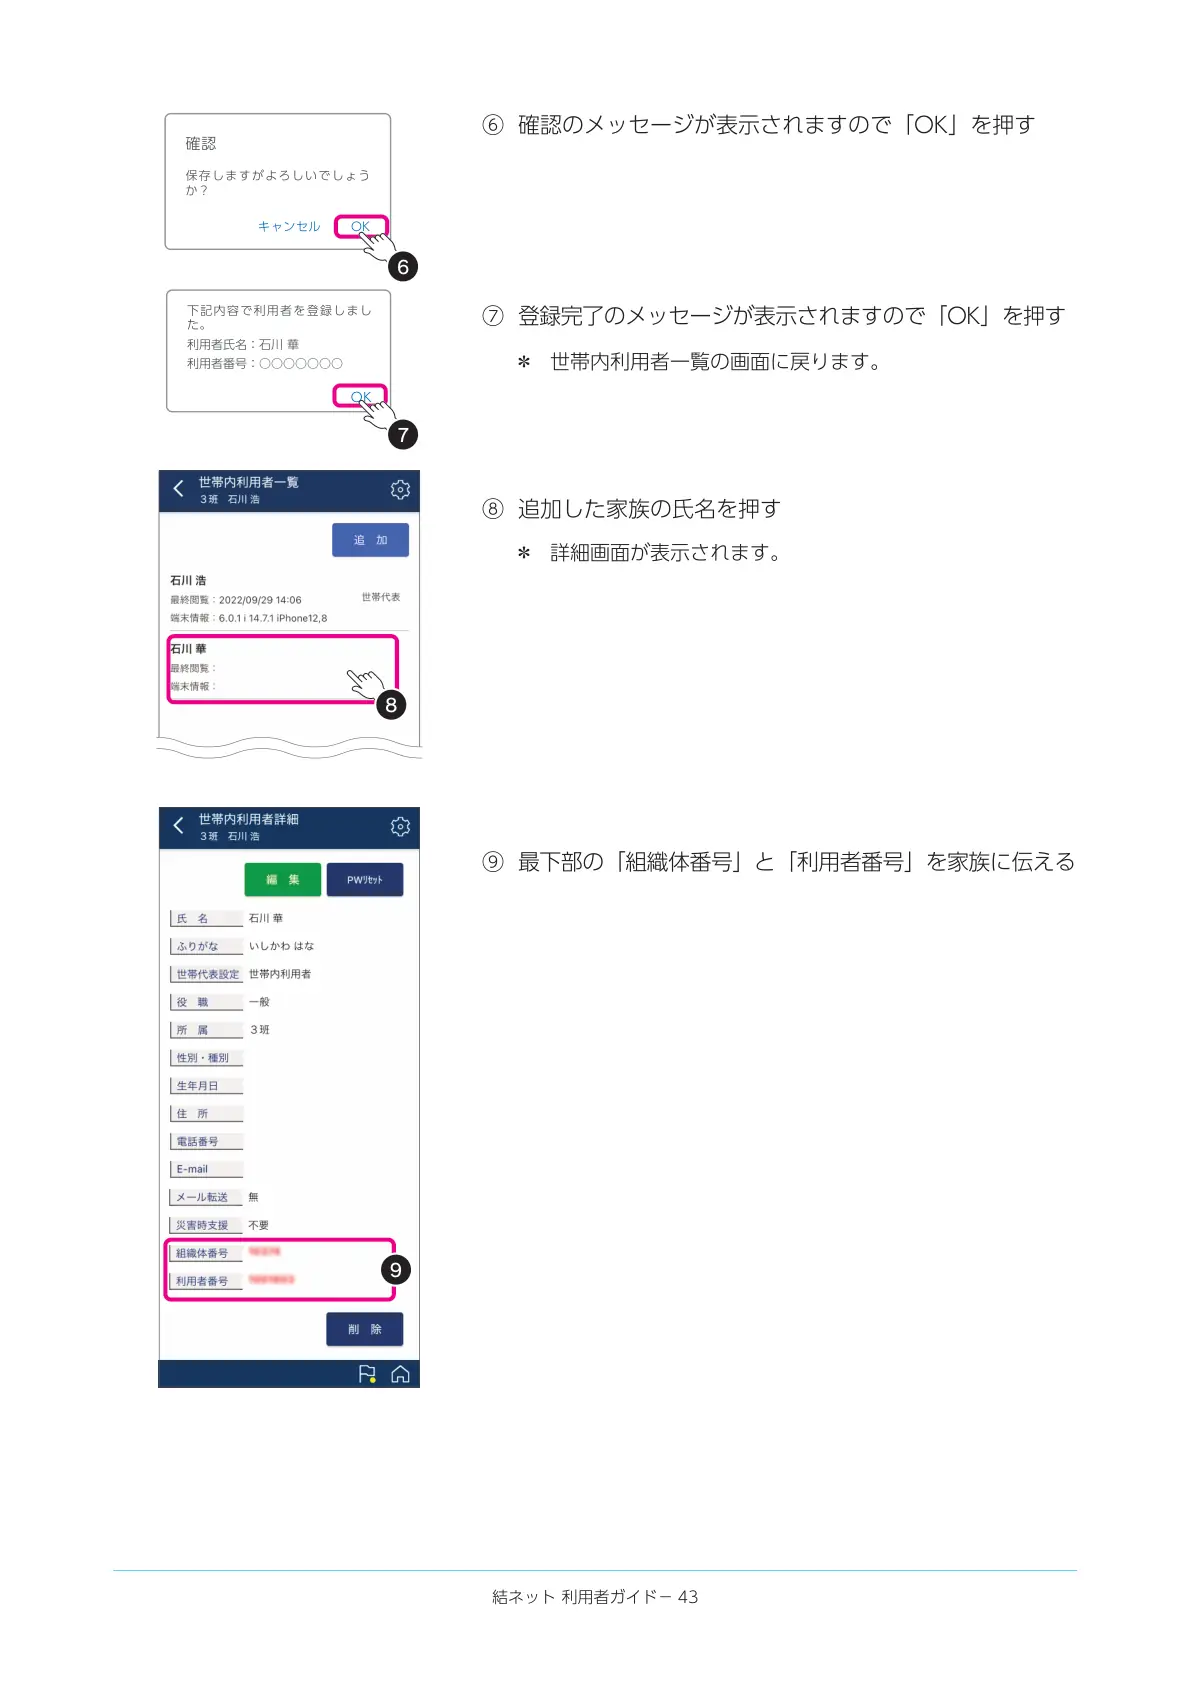 確認
保存しますがよろしいでしょう
か？
キャンセル OK
6
⑥ 確認のメッセージが表示されますので「OK」を押す
下記内容で利用者を登録しまし
た。
利用者氏名：石川 華
利用者番号：○○○○○○○
OK
7
⑦ 登録完了のメッセージが表示されますので「OK」を押す
＊ 世帯内利用者一覧の画面に戻ります。
世帯内利用者一覧
３班 石川 浩
追 加
石川 浩
最終閲覧：2022/09/29 14:06
世帯代表
端末情報：6.0.1 i 14.7.1 iPhone12,8
石川 華
最終閲覧：
端末情報：
8
⑧ 追加した家族の氏名を押す
＊ 詳細画面が表示されます。
世帯内利用者詳細
３班 石川 浩
編 集 PWﾘｾｯﾄ
氏 名 石川 華
ふりがな いしかわ はな
世帯代表設定 世帯内利用者
役 職 一般
所 属 ３班
性別・種別
生年月日
住 所
電話番号
E-mail
メール転送 無
災害時支援 不要
組織体番号
利用者番号
9
削 除
⑨ 最下部の「組織体番号」と「利用者番号」を家族に伝える
結ネット 利用者ガイド− 43